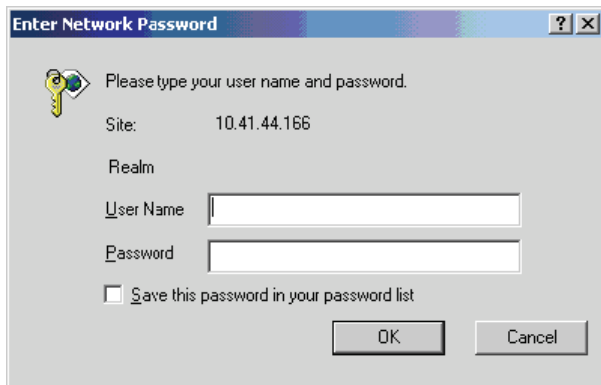 Enter Network Password
Please type your user name and password.
Site: 10.41.44.166
Realm
User Name
Password
Save this password in your password list
OK Cancel